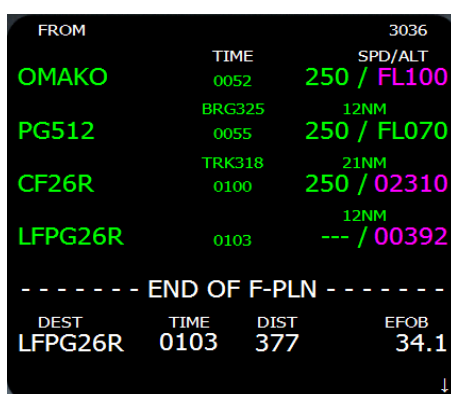 FROM 3036
TIME SPD/ALT
OMAKO 0052 250 / FL100
BRG325 12NM
PG512 0055 250 / FL070
TRK318 21NM
CF26R 0100 250 / 02310
12NM
LFPG26R 0103 --- / 00392
- - - - - - - END OF F-PLN - - - - - - -
DEST TIME DIST EFOB
LFPG26R 0103 377 34.1
↓